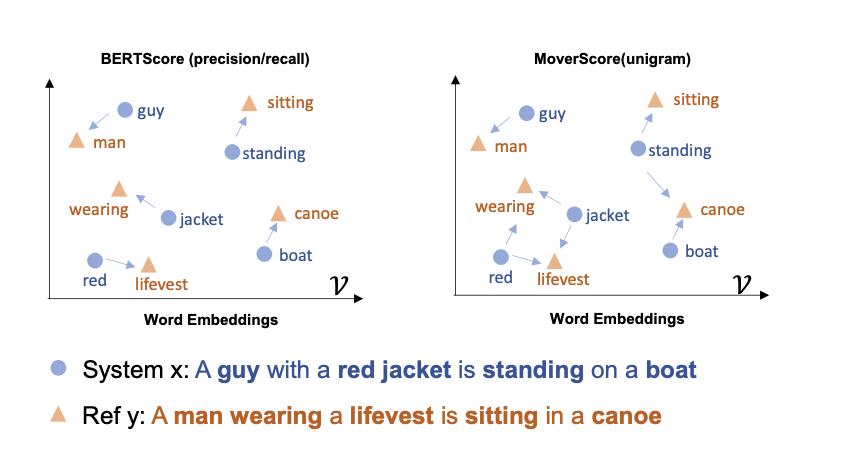 BERTScore (precision/recall)
sitting
guy
man
standing
wearing
jacket
canoe
boat
red
lifevest
𝒱
Word Embeddings
MoverScore(unigram)
sitting
guy
man
standing
wearing
jacket
canoe
boat
red
lifevest
𝒱
Word Embeddings
System x: A guy with a red jacket is standing on a boat
Ref y: A man wearing a lifevest is sitting in a canoe